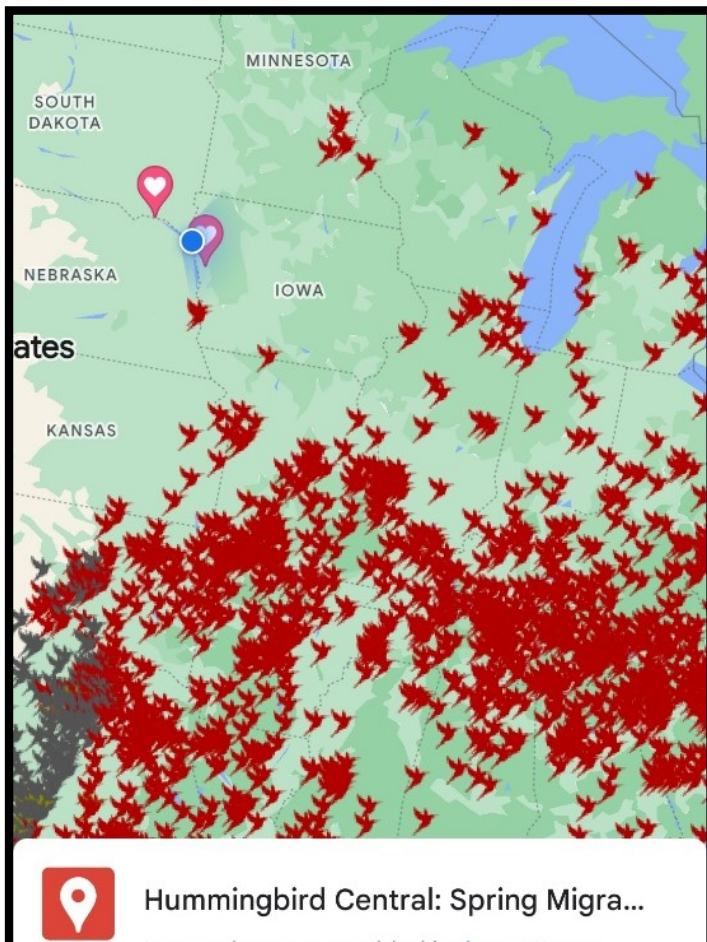 MINNESOTA
SOUTH
DAKOTA
NEBRASKA
IOWA
ates
KANSAS
Hummingbird Central: Spring Migra...